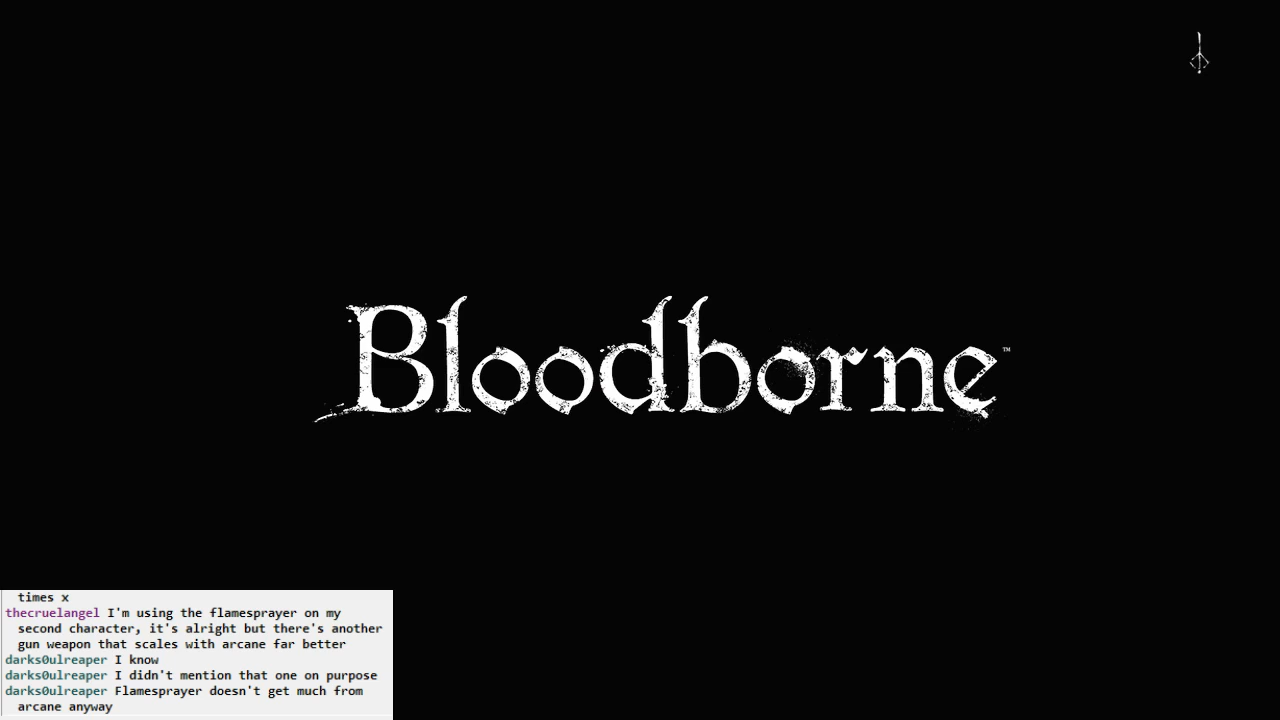 Bloodborne™
times x
thecruelangel I'm using the flamesprayer on my
second character, it's alright but there's another
gun weapon that scales with arcane far better
darks0ulreaper I know
darks0ulreaper I didn't mention that one on purpose
darks0ulreaper Flamesprayer doesn't get much from
arcane anyway